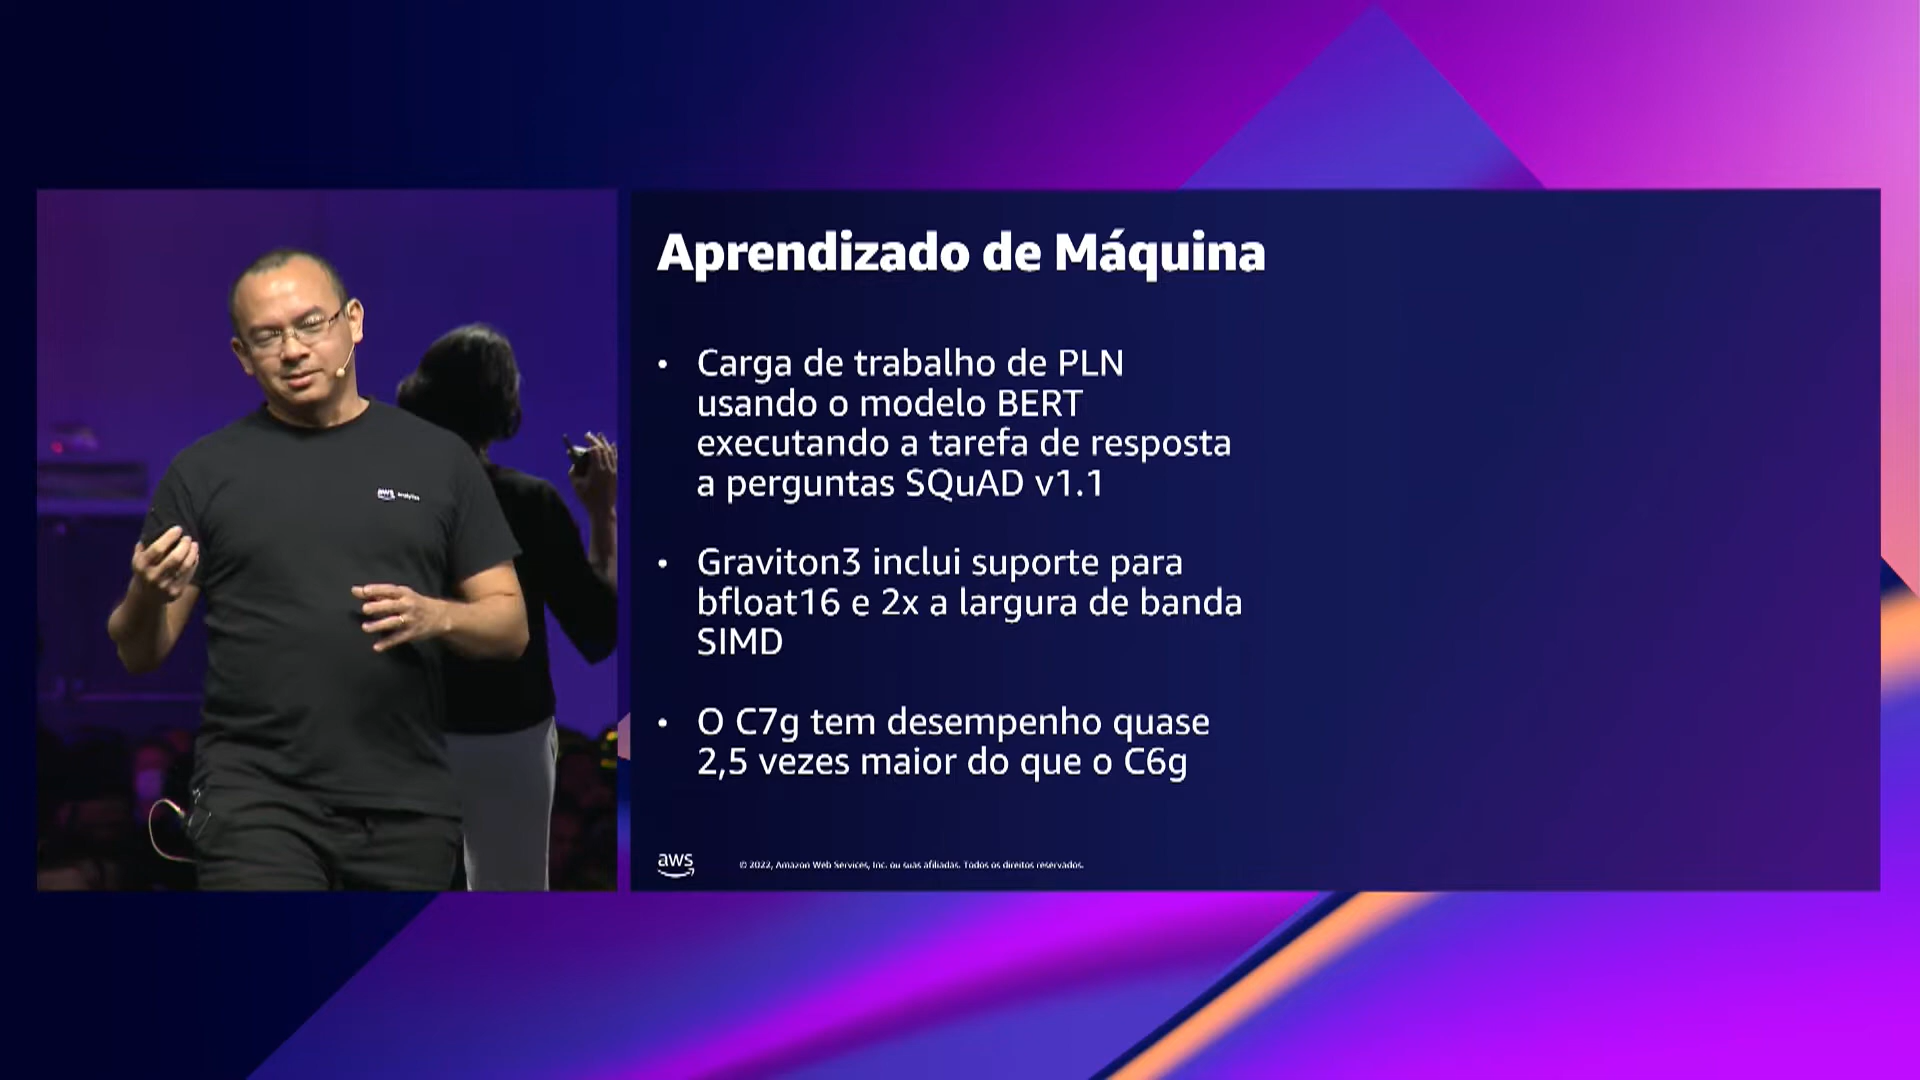 Aprendizado de Máquina
• Carga de trabalho de PLN
usando o modelo BERT
executando a tarefa de resposta
a perguntas SQuAD v1.1
• Graviton3 inclui suporte para
bfloat16 e 2x a largura de banda
SIMD
• O C7g tem desempenho quase
2,5 vezes maior do que o C6g
aws
© 2022, Amazon Web Services, Inc. ou suas afiliadas. Todos os direitos reservados.
aws analytics